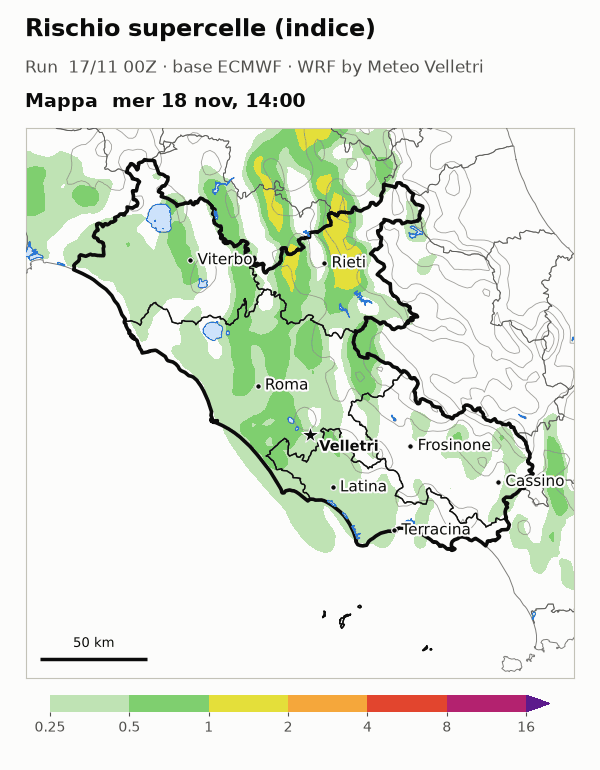 Rischio supercelle (indice)
Run  17/11 00Z · base ECMWF · WRF by Meteo Velletri
Mappa  mer 18 nov, 14:00
Viterbo
Rieti
Roma
Velletri
Frosinone
Latina
Cassino
Terracina
50 km
0.25 0.5 1 2 4 8 16